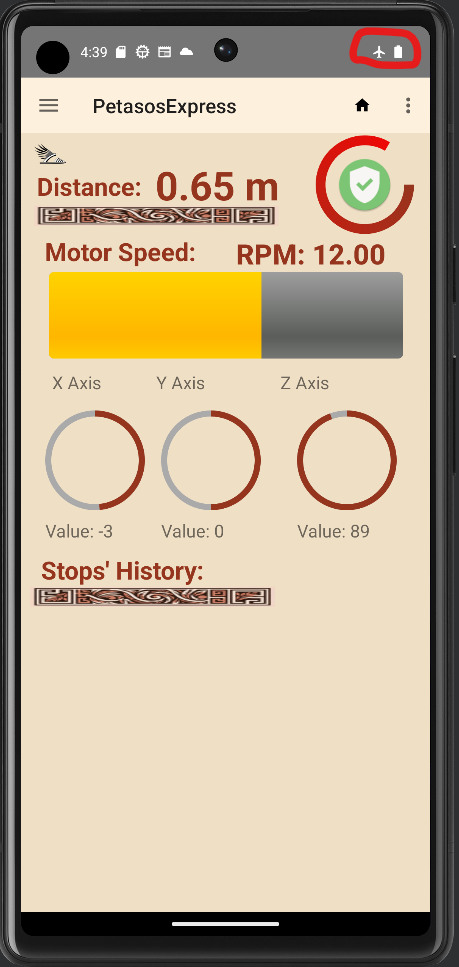 4:39
PetasosExpress
Distance: 0.65 m
Motor Speed: RPM: 12.00
X Axis Y Axis Z Axis
Value: -3 Value: 0 Value: 89
Stops' History: